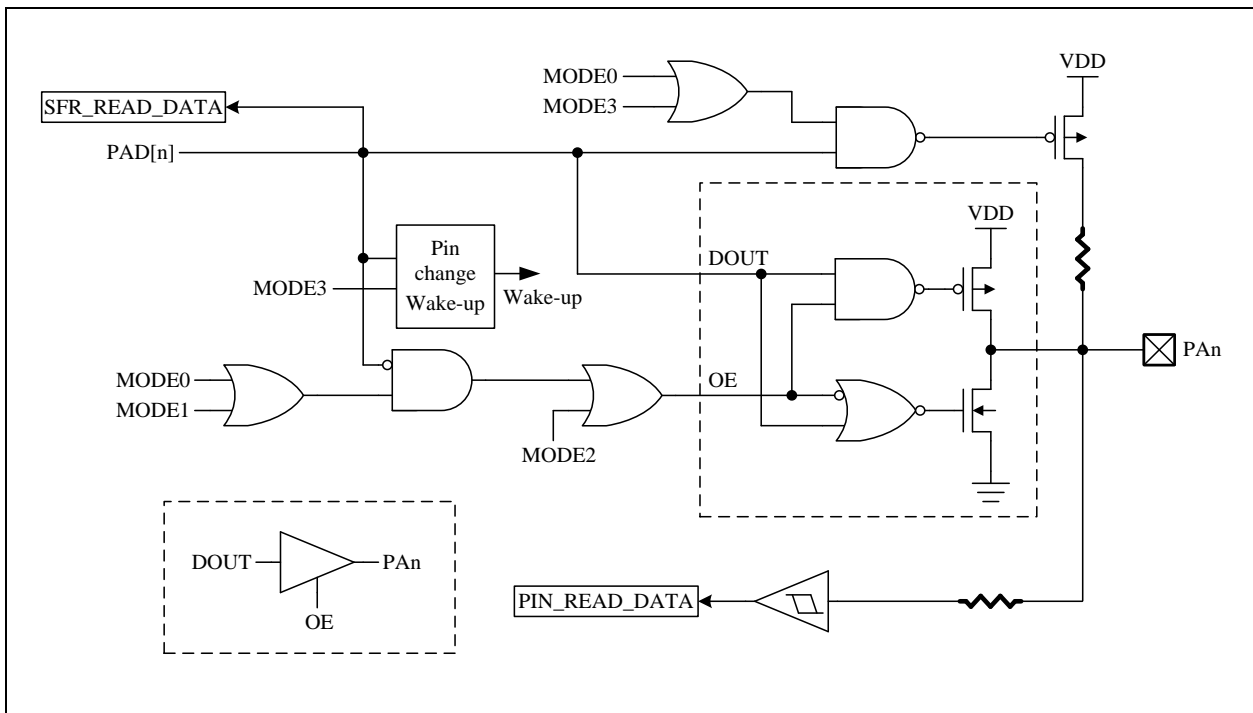 VDD
MODE0
MODE3
SFR_READ_DATA
PAD[n]
VDD
Pin
change
Wake-up
DOUT
MODE3
Wake-up
PAn
MODE0
MODE1
OE
MODE2
DOUT
PAn
OE
PIN_READ_DATA